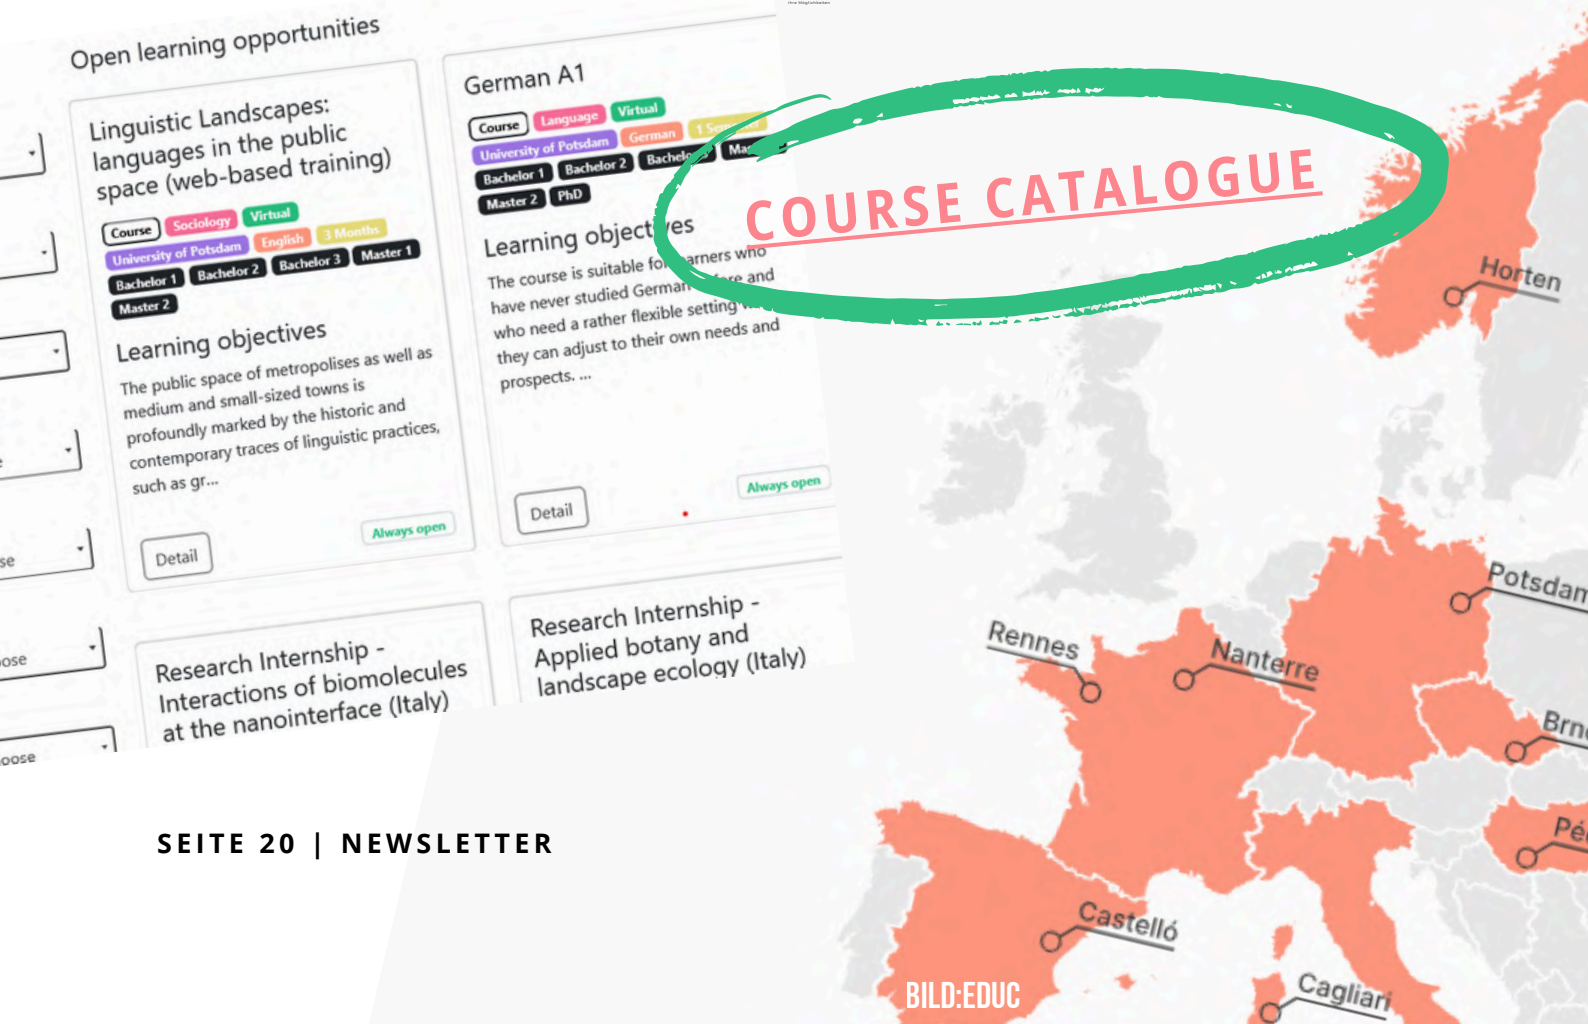 Open learning opportunities
Linguistic Landscapes:
languages in the public
space (web-based training)
Course Sociology Virtual
University of Potsdam English 3 Months
Bachelor 1 Bachelor 2 Bachelor 3 Master 1
Master 2
Learning objectives
The public space of metropolises as well as
medium and small-sized towns is
profoundly marked by the historic and
contemporary traces of linguistic practices,
such as gr...
Detail
Always open
German A1
Course Language Virtual
University of Potsdam German 1
Bachelor 1 Bachelor 2
Master 2 PhD
Learning objectives
The course is suitable for learners who
have never studied German before and
who need a rather flexible setting
they can adjust to their own needs and
prospects. ...
Detail
Always open
Research Internship -
Interactions of biomolecules
at the nanointerface (Italy)
Research Internship -
Applied botany and
landscape ecology (Italy)
COURSE CATALOGUE
Horten
Potsdam
Rennes
Nanterre
Castelló
Cagliari
SEITE 20 | NEWSLETTER
BILD:EDUC